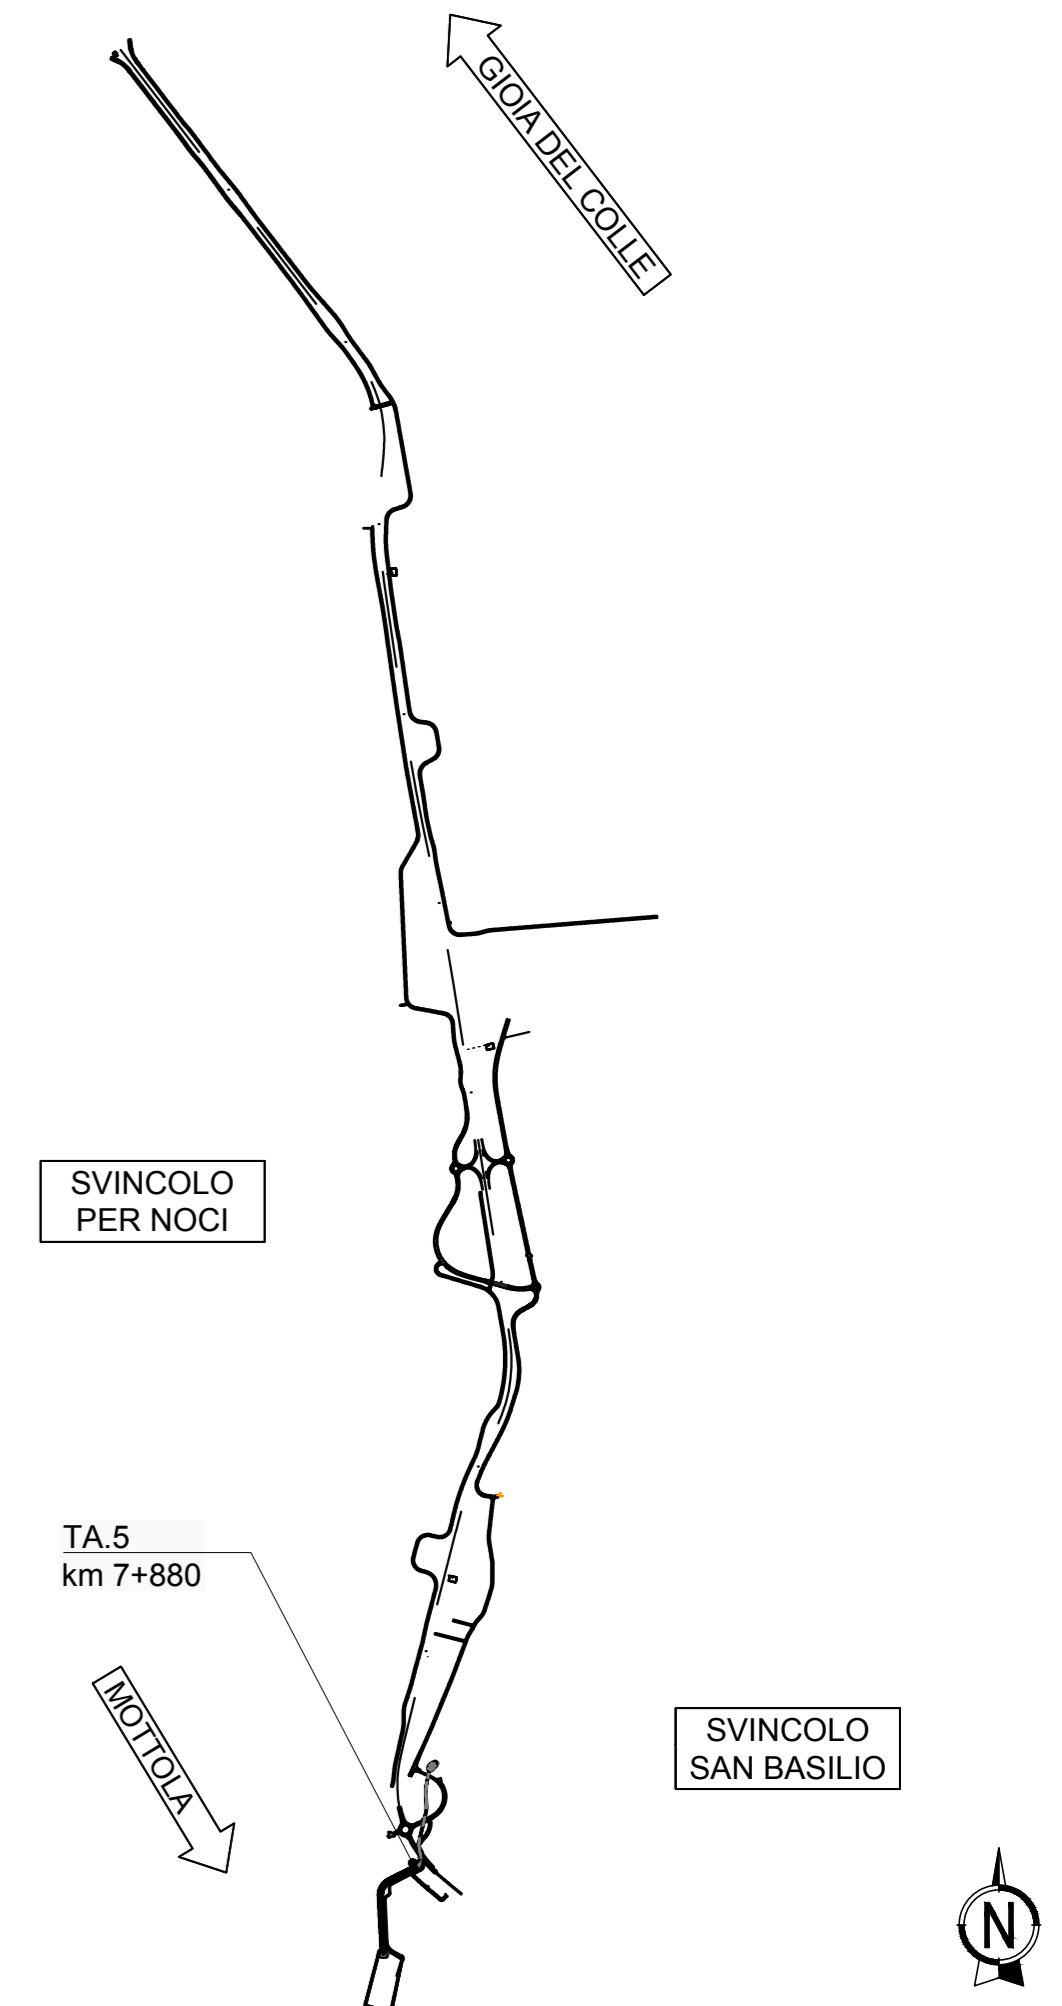 GIOIA DEL COLLE
SVINCOLO
PER NOCI
TA.5
km 7+880
MOTTOLA
SVINCOLO
SAN BASILIO
N